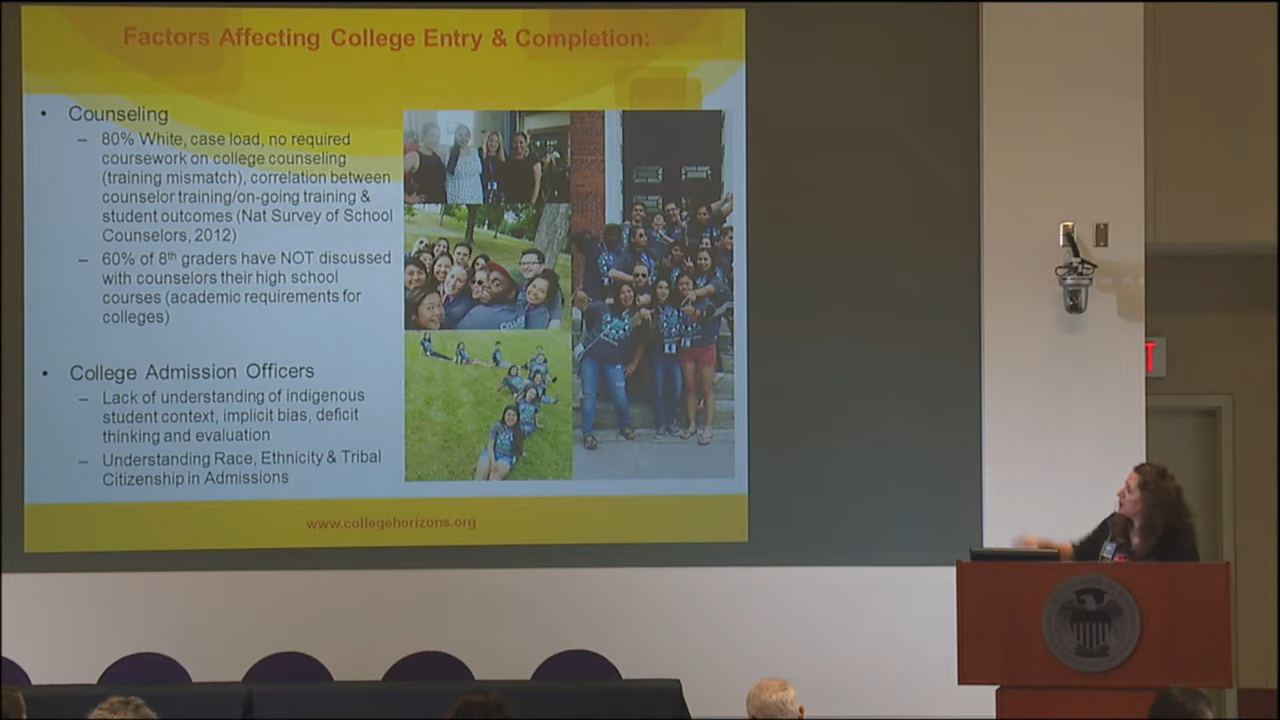 Factors Affecting College Entry & Completion:
• Counseling
– 80% White, case load, no required
coursework on college counseling
(training mismatch), correlation between
counselor training/on-going training &
student outcomes (Nat Survey of School
Counselors, 2012)
– 60% of 8th graders have NOT discussed
with counselors their high school
courses (academic requirements for
colleges)
• College Admission Officers
– Lack of understanding of indigenous
student context, implicit bias, deficit
thinking and evaluation
– Understanding Race, Ethnicity & Tribal
Citizenship in Admissions
www.collegehorizons.org